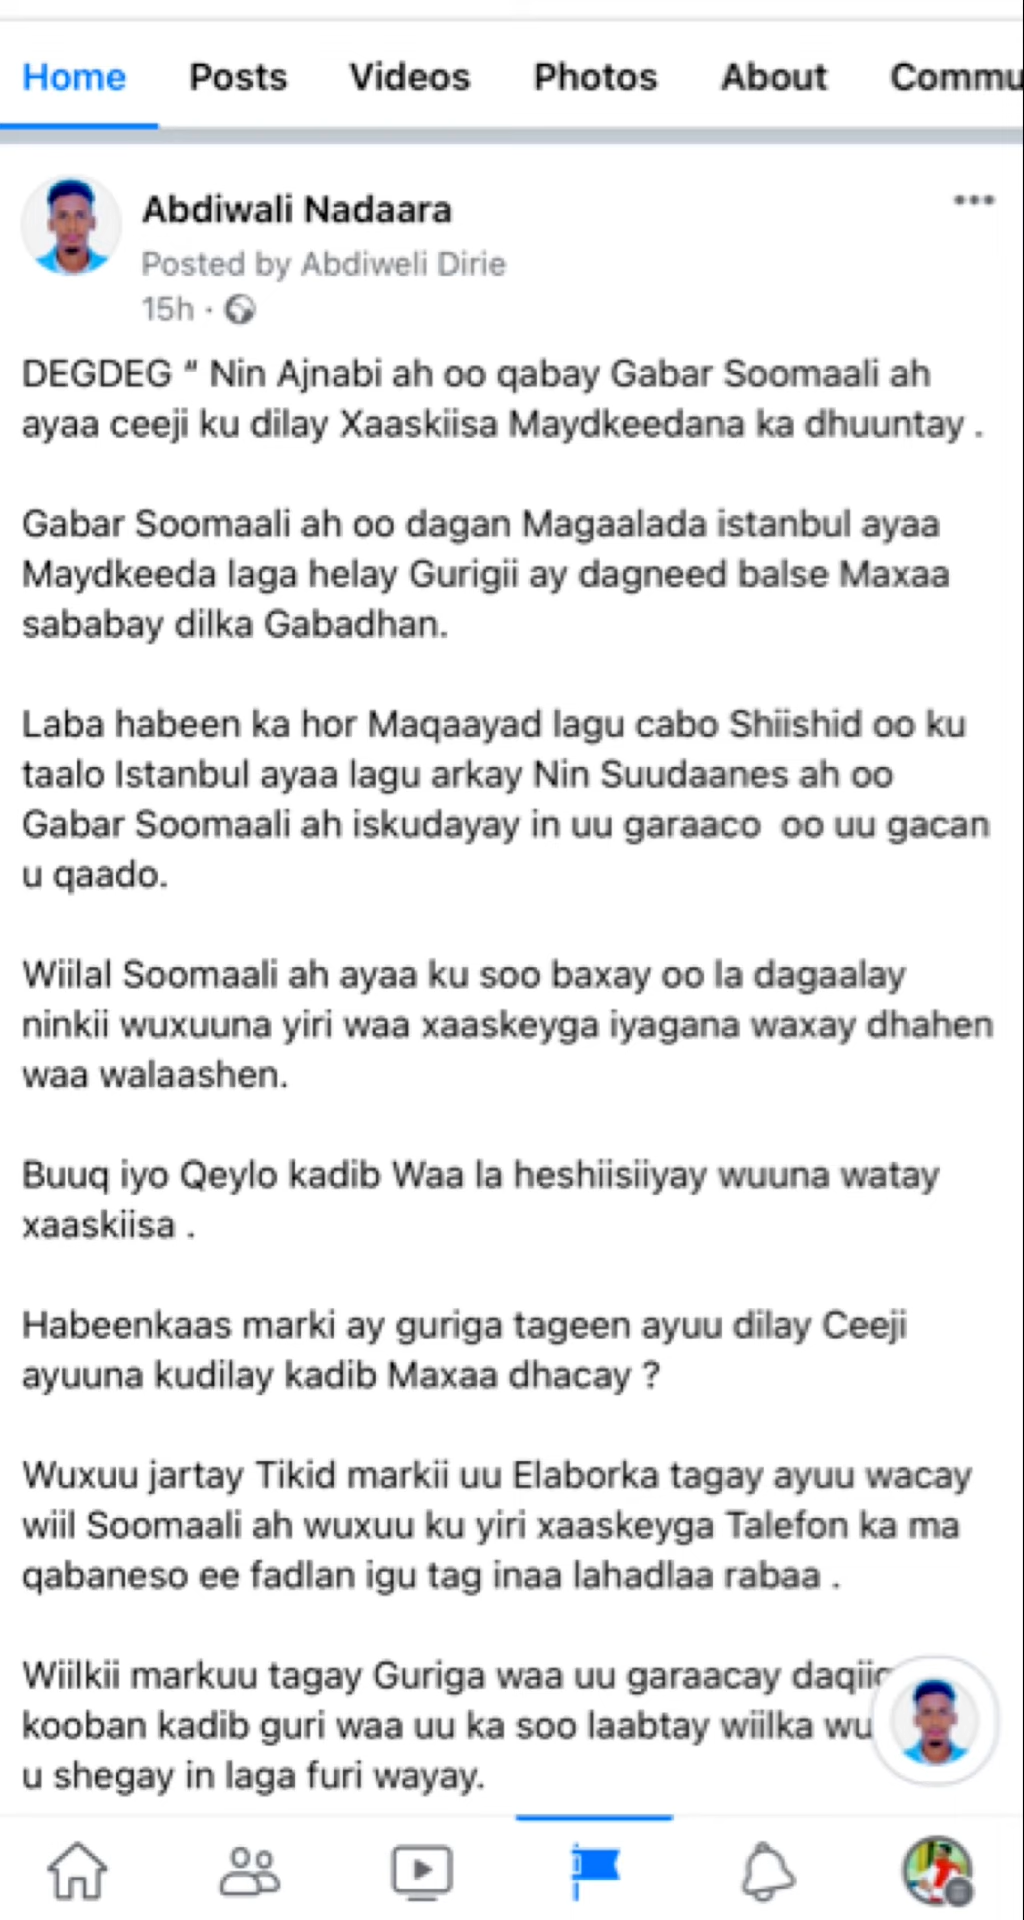 Home Posts Videos Photos About Commu
Abdiwali Nadaara
Posted by Abdiweli Dirie
15h ·
DEGDEG “ Nin Ajnabi ah oo qabay Gabar Soomaali ah
ayaa ceeji ku dilay Xaaskiisa Maydkeedana ka dhuuntay .
Gabar Soomaali ah oo dagan Magaalada istanbul ayaa
Maydkeeda laga helay Gurigii ay dagneed balse Maxaa
sababay dilka Gabadhan.
Laba habeen ka hor Maqaayad lagu cabo Shiishid oo ku
taalo Istanbul ayaa lagu arkay Nin Suudaanes ah oo
Gabar Soomaali ah iskudayay in uu garaaco oo uu gacan
u qaado.
Wiilal Soomaali ah ayaa ku soo baxay oo la dagaalay
ninkii wuxuuna yiri waa xaaskeyga iyagana waxay dhahen
waa walaashen.
Buuq iyo Qeylo kadib Waa la heshiisiiyay wuuna watay
xaaskiisa .
Habeenkaas marki ay guriga tageen ayuu dilay Ceeji
ayuuna kudilay kadib Maxaa dhacay ?
Wuxuu jartay Tikid markii uu Elaborka tagay ayuu wacay
wiil Soomaali ah wuxuu ku yiri xaaskeyga Talefon ka ma
qabaneso ee fadlan igu tag inaa lahadlaa rabaa .
Wiilkii markuu tagay Guriga waa uu garaacay
kooban kadib guri waa uu ka soo laabtay wiilka wu
u shegay in laga furi wayay.